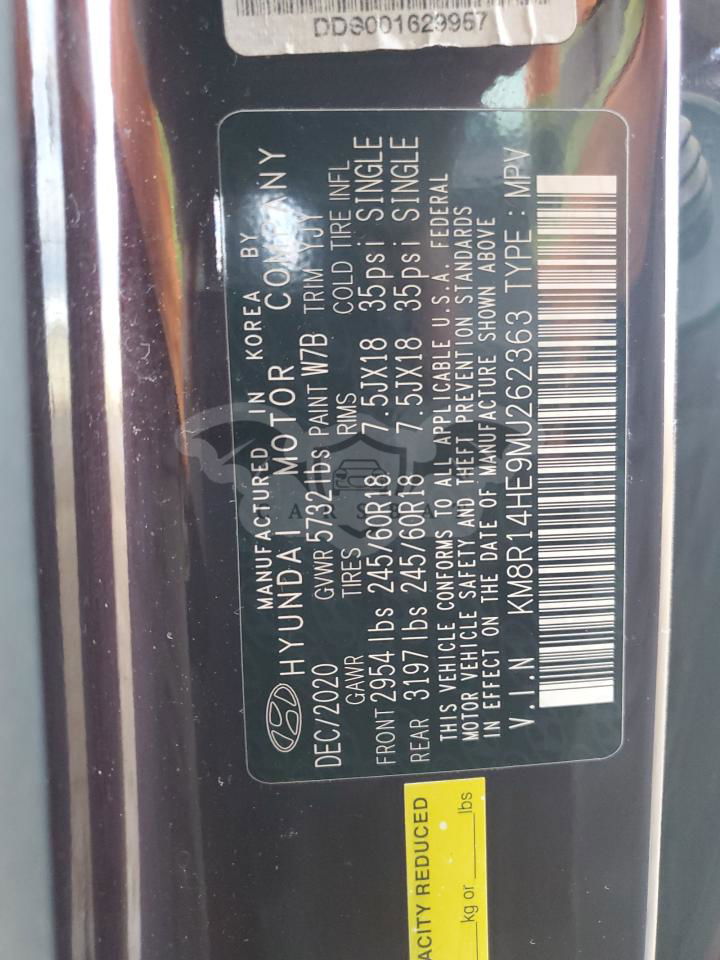 DDS001629957
MANUFACTURED IN KOREA BY
HYUNDAI MOTOR COMPANY
DEC/2020 GVWR 5732 lbs PAINT W7B TRIM YJY
GAWR TIRES RIMS COLD TIRE INFL
FRONT 2954 lbs 245/60R18 7.5JX18 35psi SINGLE
REAR 3197 lbs 245/60R18 7.5JX18 35psi SINGLE
THIS VEHICLE CONFORMS TO ALL APPLICABLE U.S.A. FEDERAL
MOTOR VEHICLE SAFETY AND THEFT PREVENTION STANDARDS
IN EFFECT ON THE DATE OF MANUFACTURE SHOWN ABOVE
V.I.N KM8R14HE9MU262363 TYPE : MPV
ACITY REDUCED
kg or ____ lbs